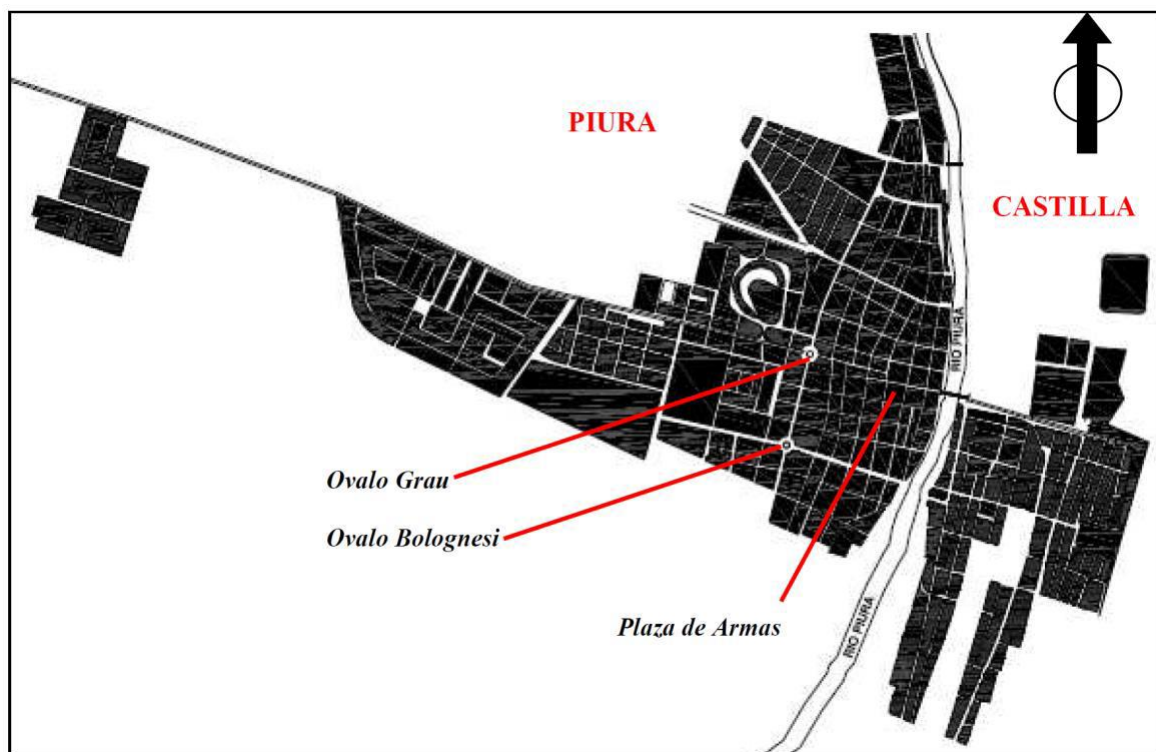 PIURA
CASTILLA
RIO PIURA
Ovalo Grau
Ovalo Bolognesi
Plaza de Armas
RIO PIURA